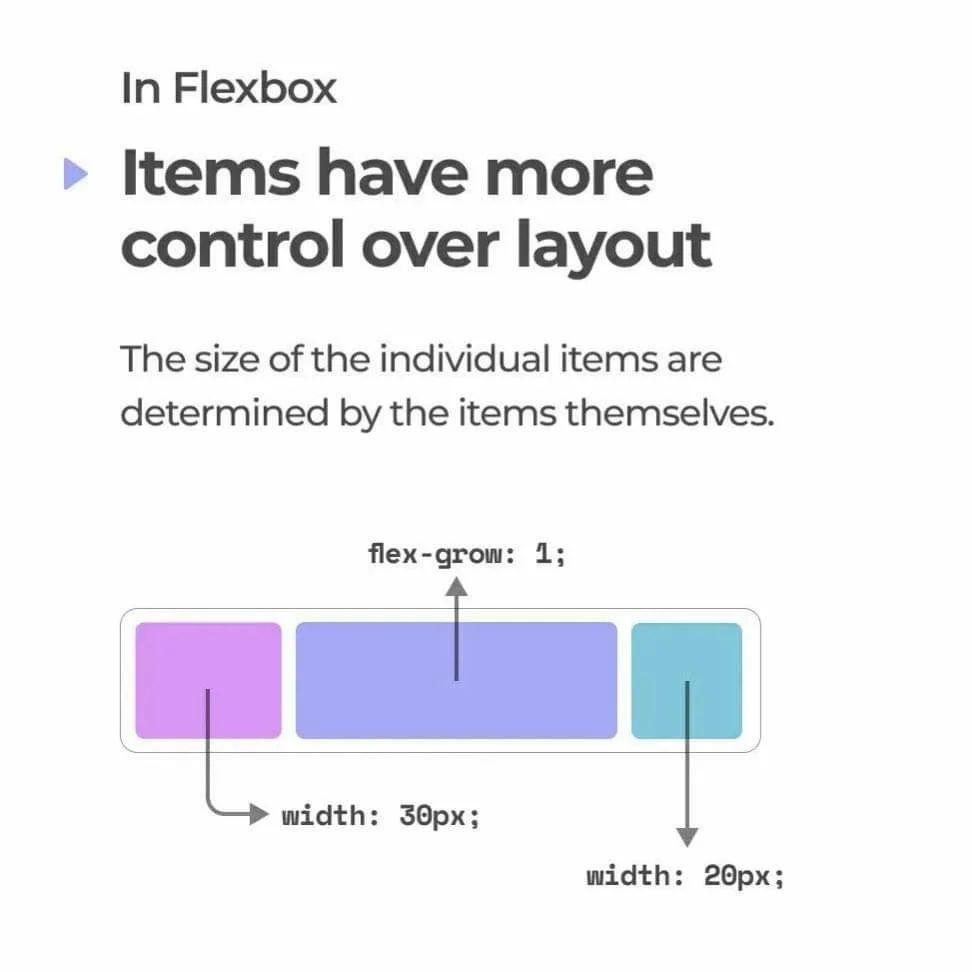 In Flexbox
Items have more
control over layout
The size of the individual items are
determined by the items themselves.
flex-grow: 1;
width: 30px;
width: 20px;